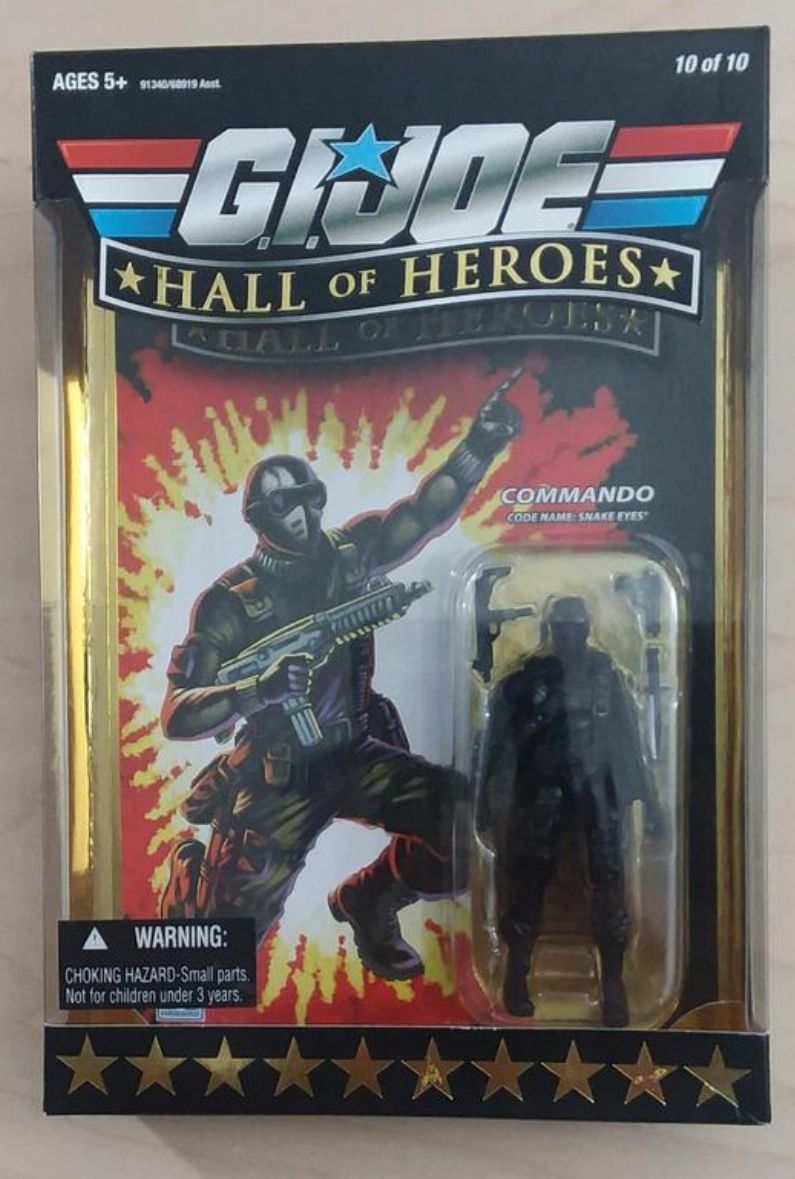 AGES 5+ 91340/68919 Asst.
10 of 10
G.I.JOE
HALL OF HEROES
HALL OF HEROES
COMMANDO
CODE NAME: SNAKE EYES
WARNING:
CHOKING HAZARD-Small parts.
Not for children under 3 years.